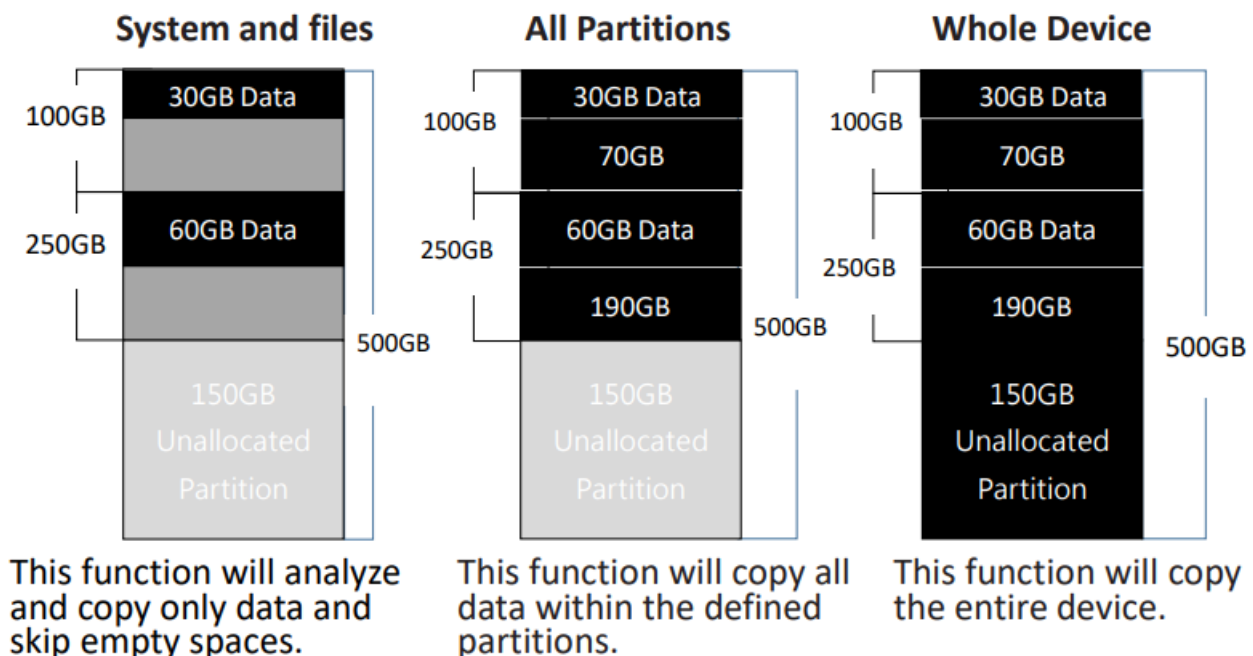 System and files
100GB
30GB Data
250GB
60GB Data
500GB
150GB
Unallocated
Partition
This function will analyze
and copy only data and
skip empty spaces.
All Partitions
100GB
30GB Data
70GB
250GB
60GB Data
190GB
500GB
150GB
Unallocated
Partition
This function will copy all
data within the defined
partitions.
Whole Device
100GB
30GB Data
70GB
250GB
60GB Data
190GB
500GB
150GB
Unallocated
Partition
This function will copy
the entire device.